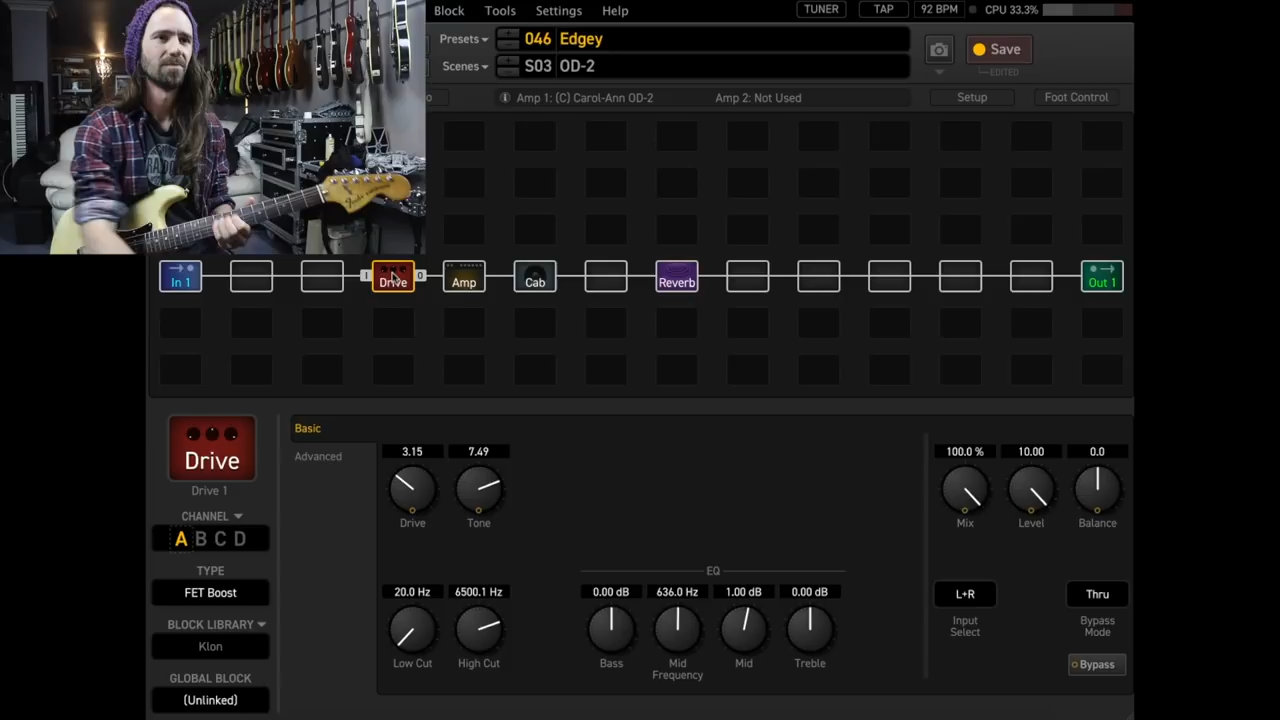 Block Tools Settings Help TUNER TAP 92 BPM CPU 33.3%
Presets 046 Edgey Save
EDITED
Scenes S03 OD-2
Amp 1: (C) Carol-Ann OD-2 Amp 2: Not Used Setup Foot Control
In 1 I Drive O Amp Cab Reverb Out 1
Drive
Drive 1
CHANNEL
A B C D
TYPE
FET Boost
BLOCK LIBRARY
Klon
GLOBAL BLOCK
(Unlinked)
Basic
Advanced
3.15 7.49
Drive Tone
20.0 Hz 6500.1 Hz
Low Cut High Cut
EQ
0.00 dB 636.0 Hz 1.00 dB 0.00 dB
Bass Mid Frequency Mid Treble
100.0 % 10.00 0.0
Mix Level Balance
L+R Thru
Input Select Bypass Mode
Bypass